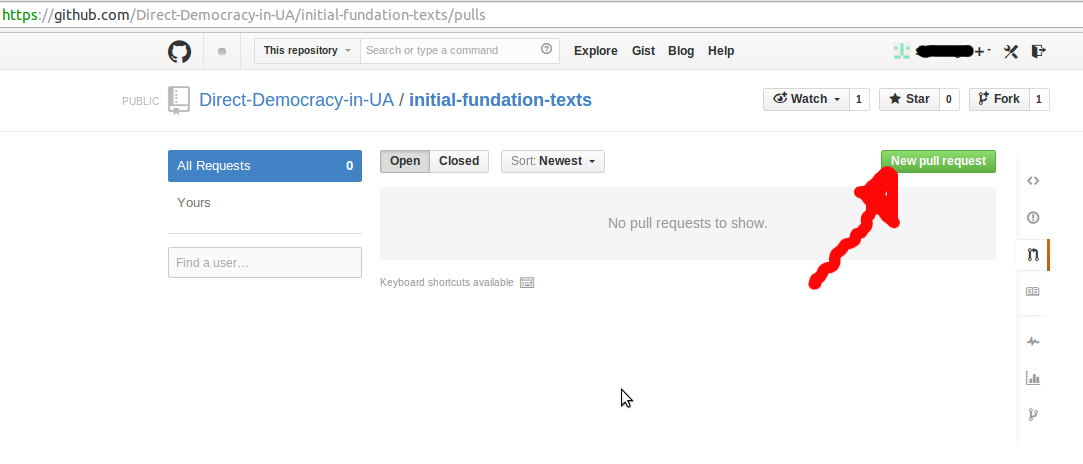 https://github.com/Direct-Democracy-in-UA/initial-fundation-texts/pulls
This repository Search or type a command Explore Gist Blog Help
PUBLIC Direct-Democracy-in-UA / initial-fundation-texts Watch 1 Star 0 Fork 1
All Requests 0 Open Closed Sort: Newest New pull request
Yours
No pull requests to show.
Find a user…
Keyboard shortcuts available